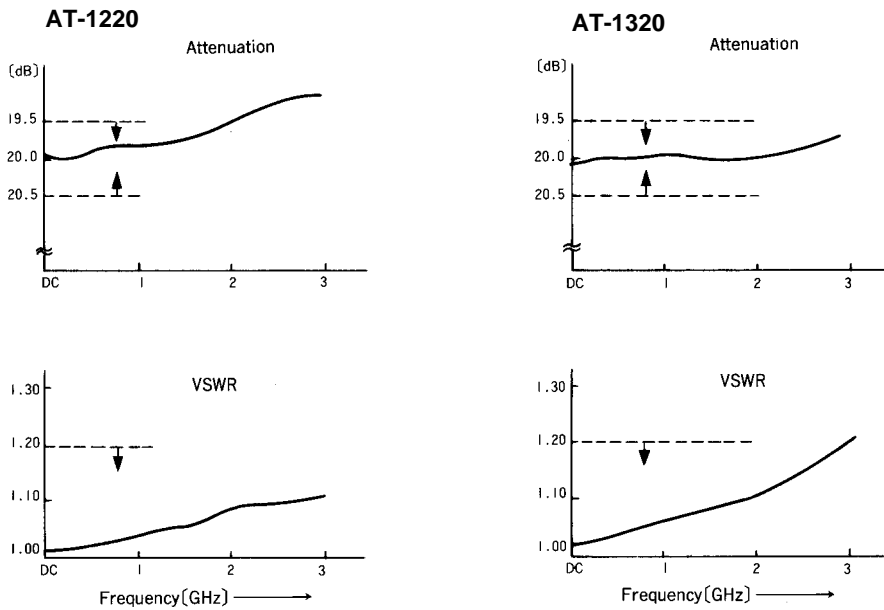 AT-1220
Attenuation
[dB]
19.5
20.0
20.5
DC 1 2 3
VSWR
1.30
1.20
1.10
1.00
DC 1 2 3
Frequency[GHz]
AT-1320
Attenuation
[dB]
19.5
20.0
20.5
DC 1 2 3
VSWR
1.30
1.20
1.10
1.00
DC 1 2 3
Frequency[GHz]